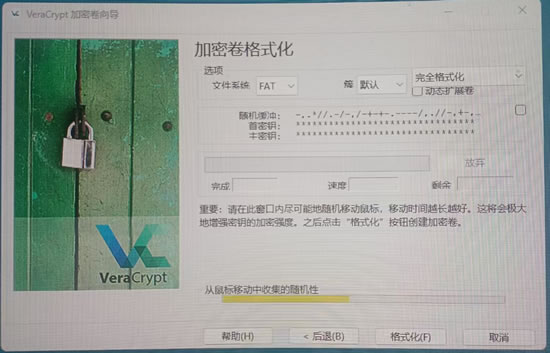 VeraCrypt 加密卷向导
加密卷格式化
选项
文件系统 FAT 簇 默认 完全格式化
动态扩展卷
随机缓冲: -,.*//.-/-,/-+--+-.----/,.//-.+-..
首密钥: *********************************
主密钥: *********************************
放弃
完成 速度 剩余
重要: 请在此窗口内尽可能地随机移动鼠标, 移动时间越长越好。这将会极大
地增强密钥的加密强度。之后点击 "格式化" 按钮创建加密卷。
VeraCrypt
从鼠标移动中收集的随机性
帮助(H) < 后退(B) 格式化(F) 取消